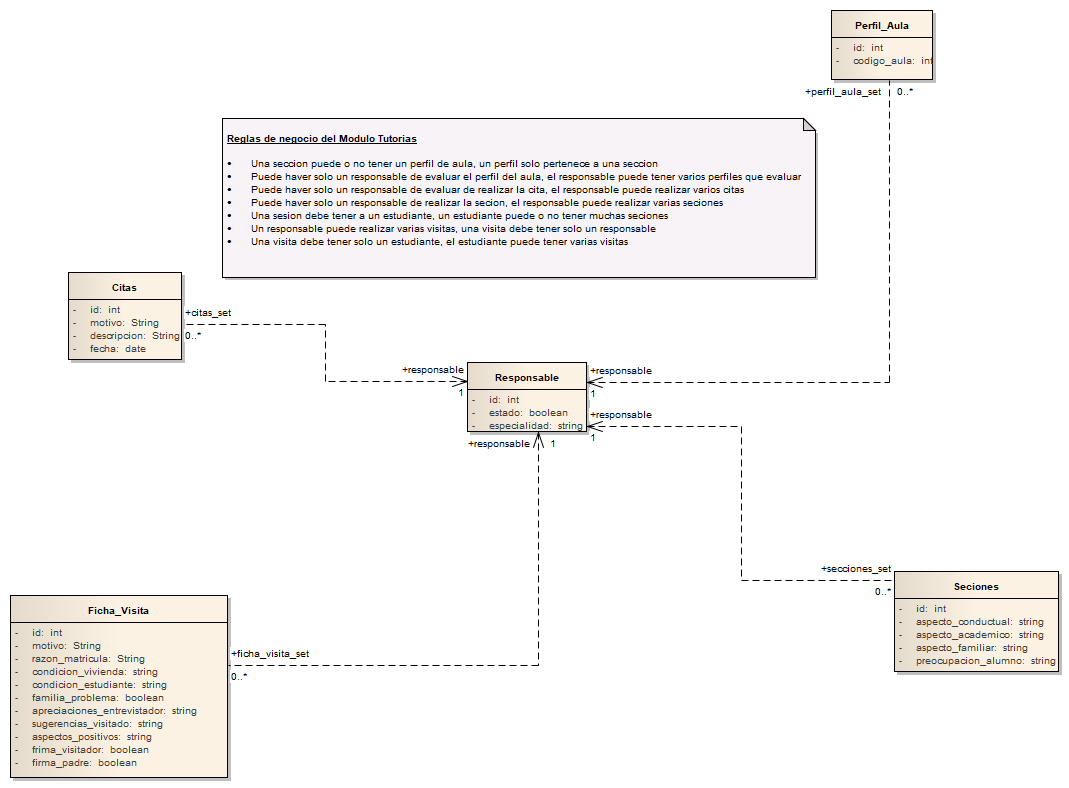 Perfil_Aula
- id: int
- codigo_aula: int
+perfil_aula_set 0..*
Reglas de negocio del Modulo Tutorias
• Una seccion puede o no tener un perfil de aula, un perfil solo pertenece a una seccion
• Puede haver solo un responsable de evaluar el perfil del aula, el responsable puede tener varios perfiles que evaluar
• Puede haver solo un responsable de evaluar de realizar la cita, el responsable puede realizar varios citas
• Puede haver solo un responsable de realizar la secion, el responsable puede realizar varias seciones
• Una sesion debe tener a un estudiante, un estudiante puede o no tener muchas seciones
• Un responsable puede realizar varias visitas, una visita debe tener solo un responsable
• Una visita debe tener solo un estudiante, el estudiante puede tener varias visitas
Citas
- id: int
- motivo: String
- descripcion: String
- fecha: date
+citas_set
0..*
+responsable
1
Responsable
- id: int
- estado: boolean
- especialidad: string
+responsable
1
+responsable
1
+responsable 1
+secciones_set
0..*
Seciones
- id: int
- aspecto_conductual: string
- aspecto_academico: string
- aspecto_familiar: string
- preocupacion_alumno: string
Ficha_Visita
- id: int
- motivo: String
- razon_matricula: String
- condicion_vivienda: string
- condicion_estudiante: string
- familia_problema: boolean
- apreciaciones_entrevistador: string
- sugerencias_visitado: string
- aspectos_positivos: string
- frima_visitador: boolean
- firma_padre: boolean
+ficha_visita_set
0..*